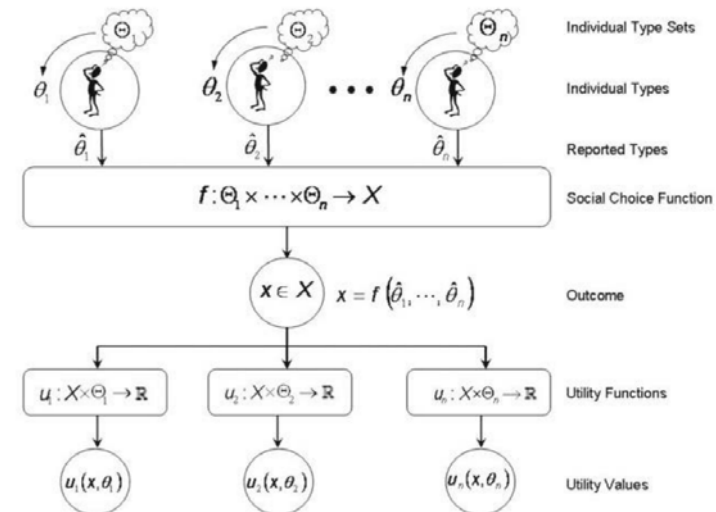 Θ₁ Θ₂ Θₙ Individual Type Sets
θ₁ θ₂ • • • θₙ Individual Types
θ̂₁ θ̂₂ θ̂ₙ Reported Types
f : Θ₁ × ⋯ × Θₙ → X Social Choice Function
x ∈ X x = f (θ̂₁, ⋯, θ̂ₙ) Outcome
u₁ : X×Θ₁ → ℝ u₂ : X×Θ₂ → ℝ uₙ : X×Θₙ → ℝ Utility Functions
u₁(x,θ₁) u₂(x,θ₂) uₙ(x,θₙ) Utility Values